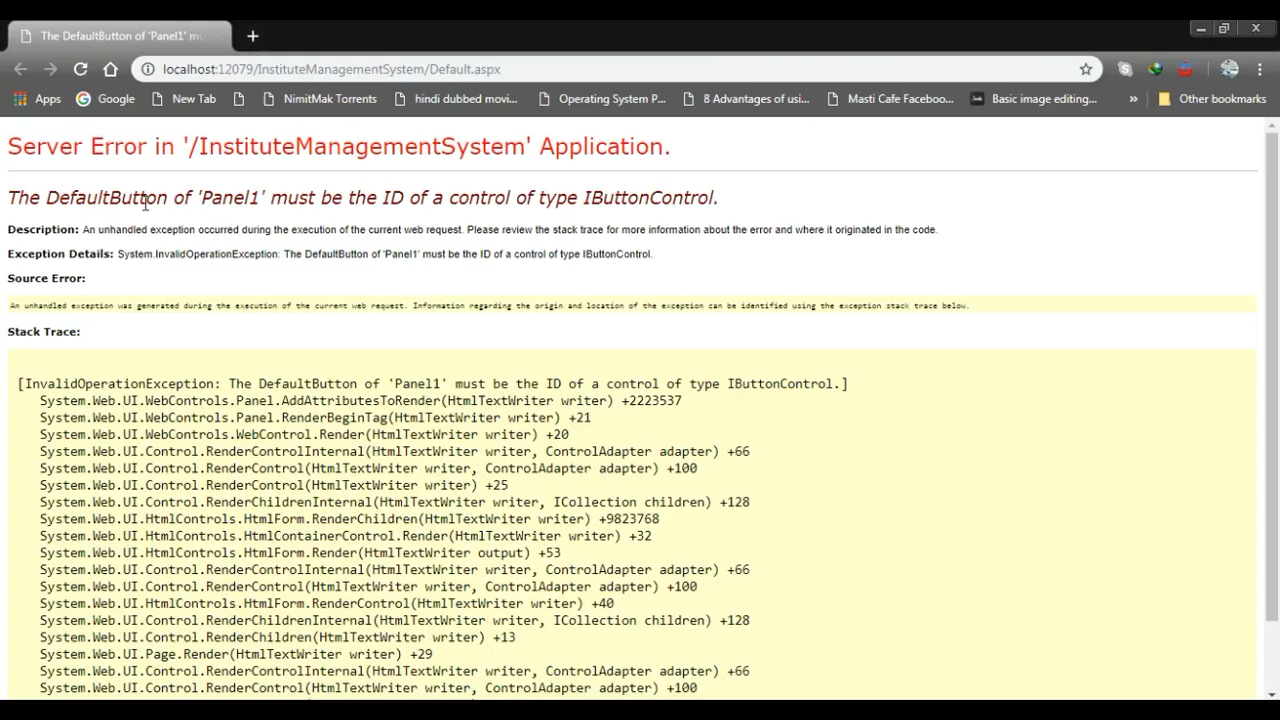 The DefaultButton of 'Panel1' mu
localhost:12079/InstituteManagementSystem/Default.aspx
Apps Google New Tab NimitMak Torrents hindi dubbed movi... Operating System P... 8 Advantages of usi... Masti Cafe Faceboo... Basic image editing... » Other bookmarks
Server Error in '/InstituteManagementSystem' Application.
The DefaultButton of 'Panel1' must be the ID of a control of type IButtonControl.
Description: An unhandled exception occurred during the execution of the current web request. Please review the stack trace for more information about the error and where it originated in the code.
Exception Details: System.InvalidOperationException: The DefaultButton of 'Panel1' must be the ID of a control of type IButtonControl.
Source Error:
An unhandled exception was generated during the execution of the current web request. Information regarding the origin and location of the exception can be identified using the exception stack trace below.
Stack Trace:
[InvalidOperationException: The DefaultButton of 'Panel1' must be the ID of a control of type IButtonControl.]
System.Web.UI.WebControls.Panel.AddAttributesToRender(HtmlTextWriter writer) +2223537
System.Web.UI.WebControls.Panel.RenderBeginTag(HtmlTextWriter writer) +21
System.Web.UI.WebControls.WebControl.Render(HtmlTextWriter writer) +20
System.Web.UI.Control.RenderControlInternal(HtmlTextWriter writer, ControlAdapter adapter) +66
System.Web.UI.Control.RenderControl(HtmlTextWriter writer, ControlAdapter adapter) +100
System.Web.UI.Control.RenderControl(HtmlTextWriter writer) +25
System.Web.UI.Control.RenderChildrenInternal(HtmlTextWriter writer, ICollection children) +128
System.Web.UI.HtmlControls.HtmlForm.RenderChildren(HtmlTextWriter writer) +9823768
System.Web.UI.HtmlControls.HtmlContainerControl.Render(HtmlTextWriter writer) +32
System.Web.UI.HtmlControls.HtmlForm.Render(HtmlTextWriter output) +53
System.Web.UI.Control.RenderControlInternal(HtmlTextWriter writer, ControlAdapter adapter) +66
System.Web.UI.Control.RenderControl(HtmlTextWriter writer, ControlAdapter adapter) +100
System.Web.UI.HtmlControls.HtmlForm.RenderControl(HtmlTextWriter writer) +40
System.Web.UI.Control.RenderChildrenInternal(HtmlTextWriter writer, ICollection children) +128
System.Web.UI.Control.RenderChildren(HtmlTextWriter writer) +13
System.Web.UI.Page.Render(HtmlTextWriter writer) +29
System.Web.UI.Control.RenderControlInternal(HtmlTextWriter writer, ControlAdapter adapter) +66
System.Web.UI.Control.RenderControl(HtmlTextWriter writer, ControlAdapter adapter) +100